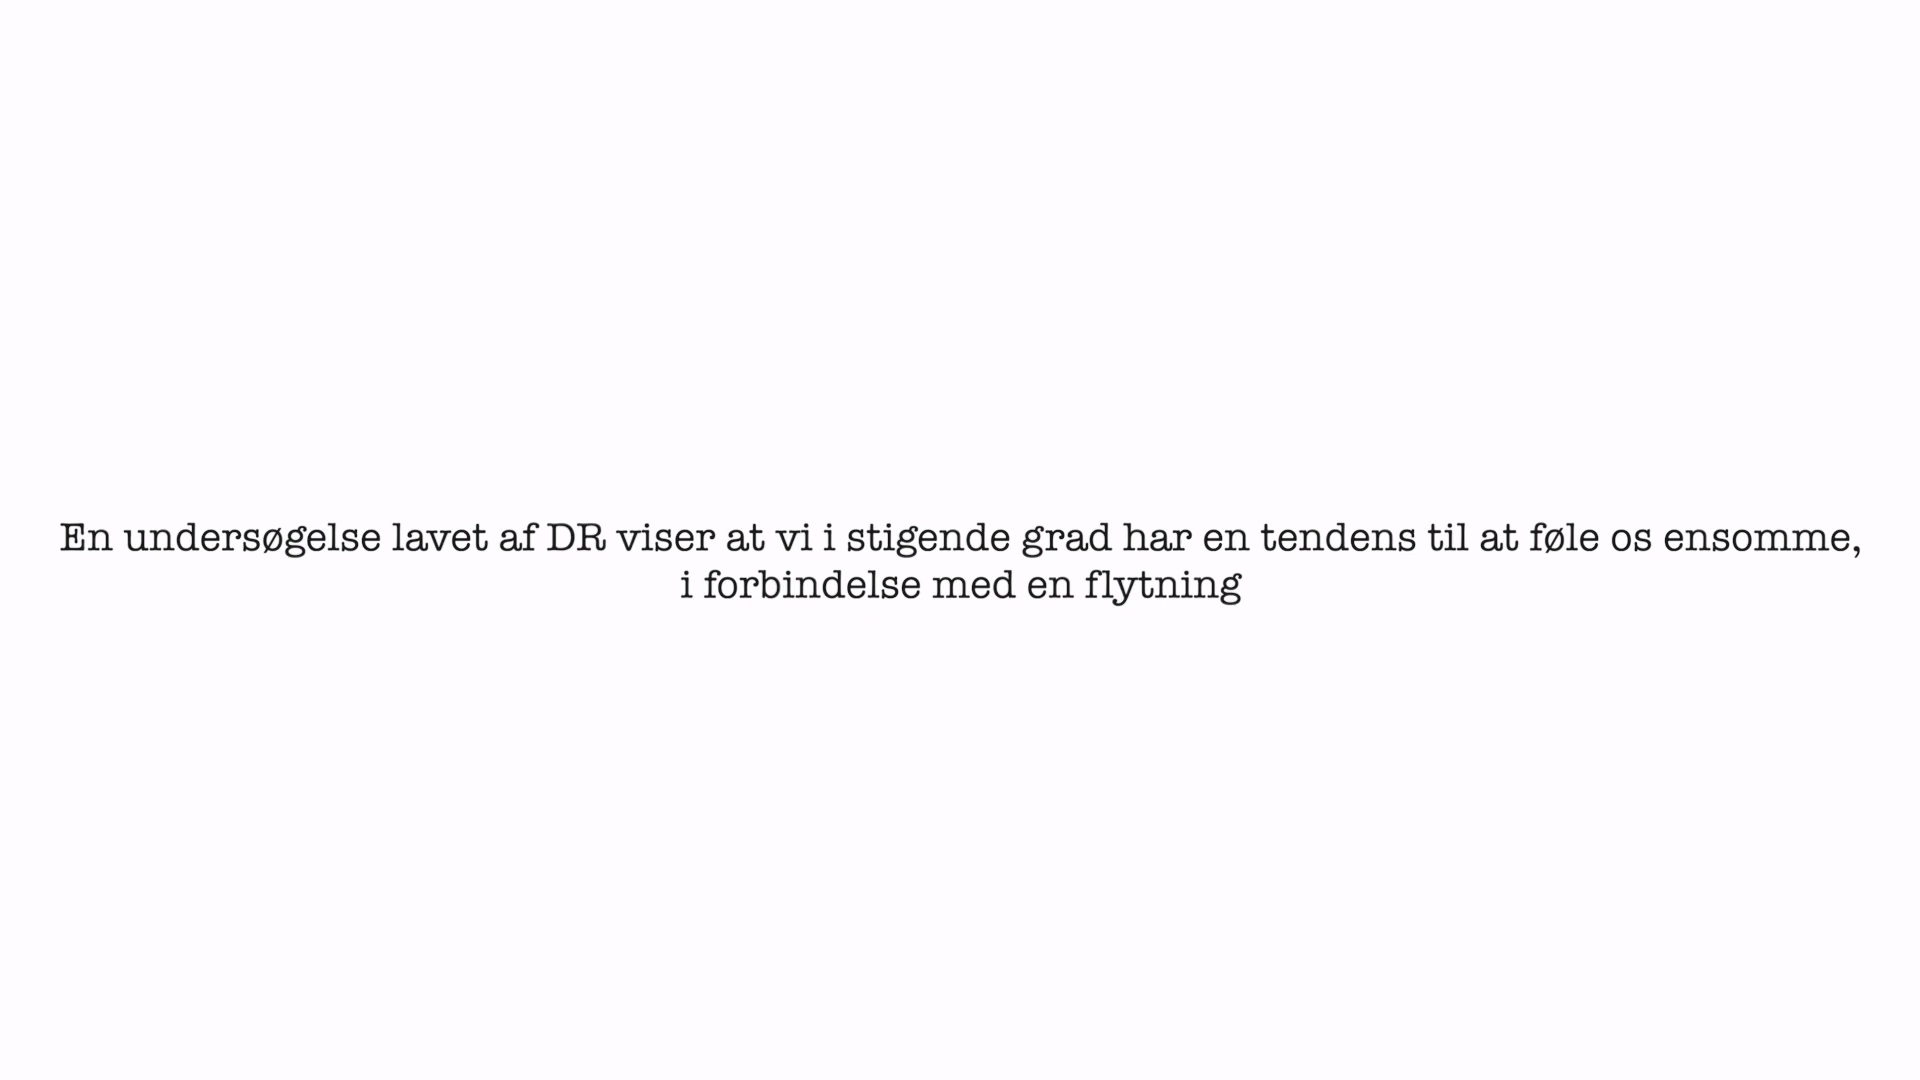 En undersøgelse lavet af DR viser at vi i stigende grad har en tendens til at føle os ensomme,
i forbindelse med en flytning